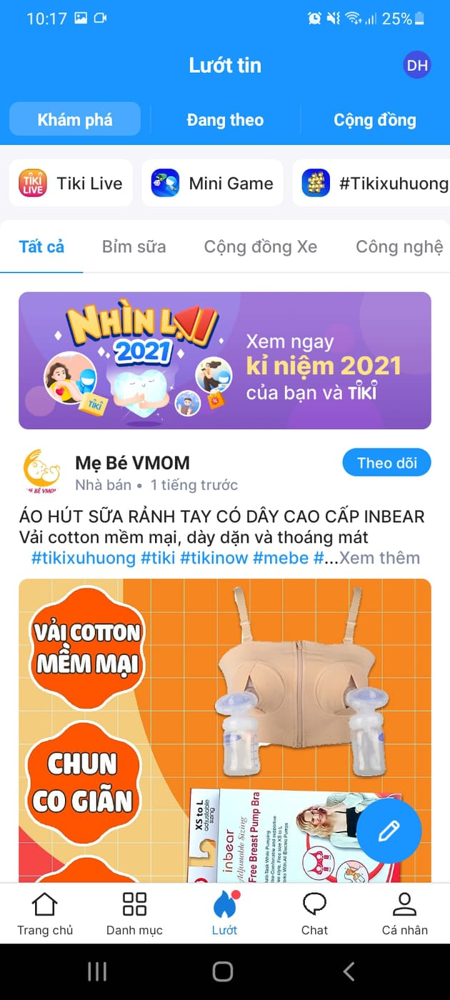 10:17
25%
Lướt tin
DH
Khám phá
Đang theo
Cộng đồng
TIKI LIVE
Tiki Live
Mini Game
#Tikixuhuong
Tất cả
Bỉm sữa
Cộng đồng Xe
Công nghệ
NHÌN LẠI
2021
TIKI
Xem ngay
kỉ niệm 2021
của bạn và TIKI
Mẹ Bé VMOM
Theo dõi
Nhà bán • 1 tiếng trước
ÁO HÚT SỮA RẢNH TAY CÓ DÂY CAO CẤP INBEAR
Vải cotton mềm mại, dày dặn và thoáng mát
#tikixuhuong #tiki #tikinow #mebe #...Xem thêm
VẢI COTTON
MỀM MẠI
CHUN
CO GIÃN
XS to L
adjustable
sizing
inbear
Adjustable Sizing
Free Breast Pump Bra
Trang chủ
Danh mục
Lướt
Chat
Cá nhân